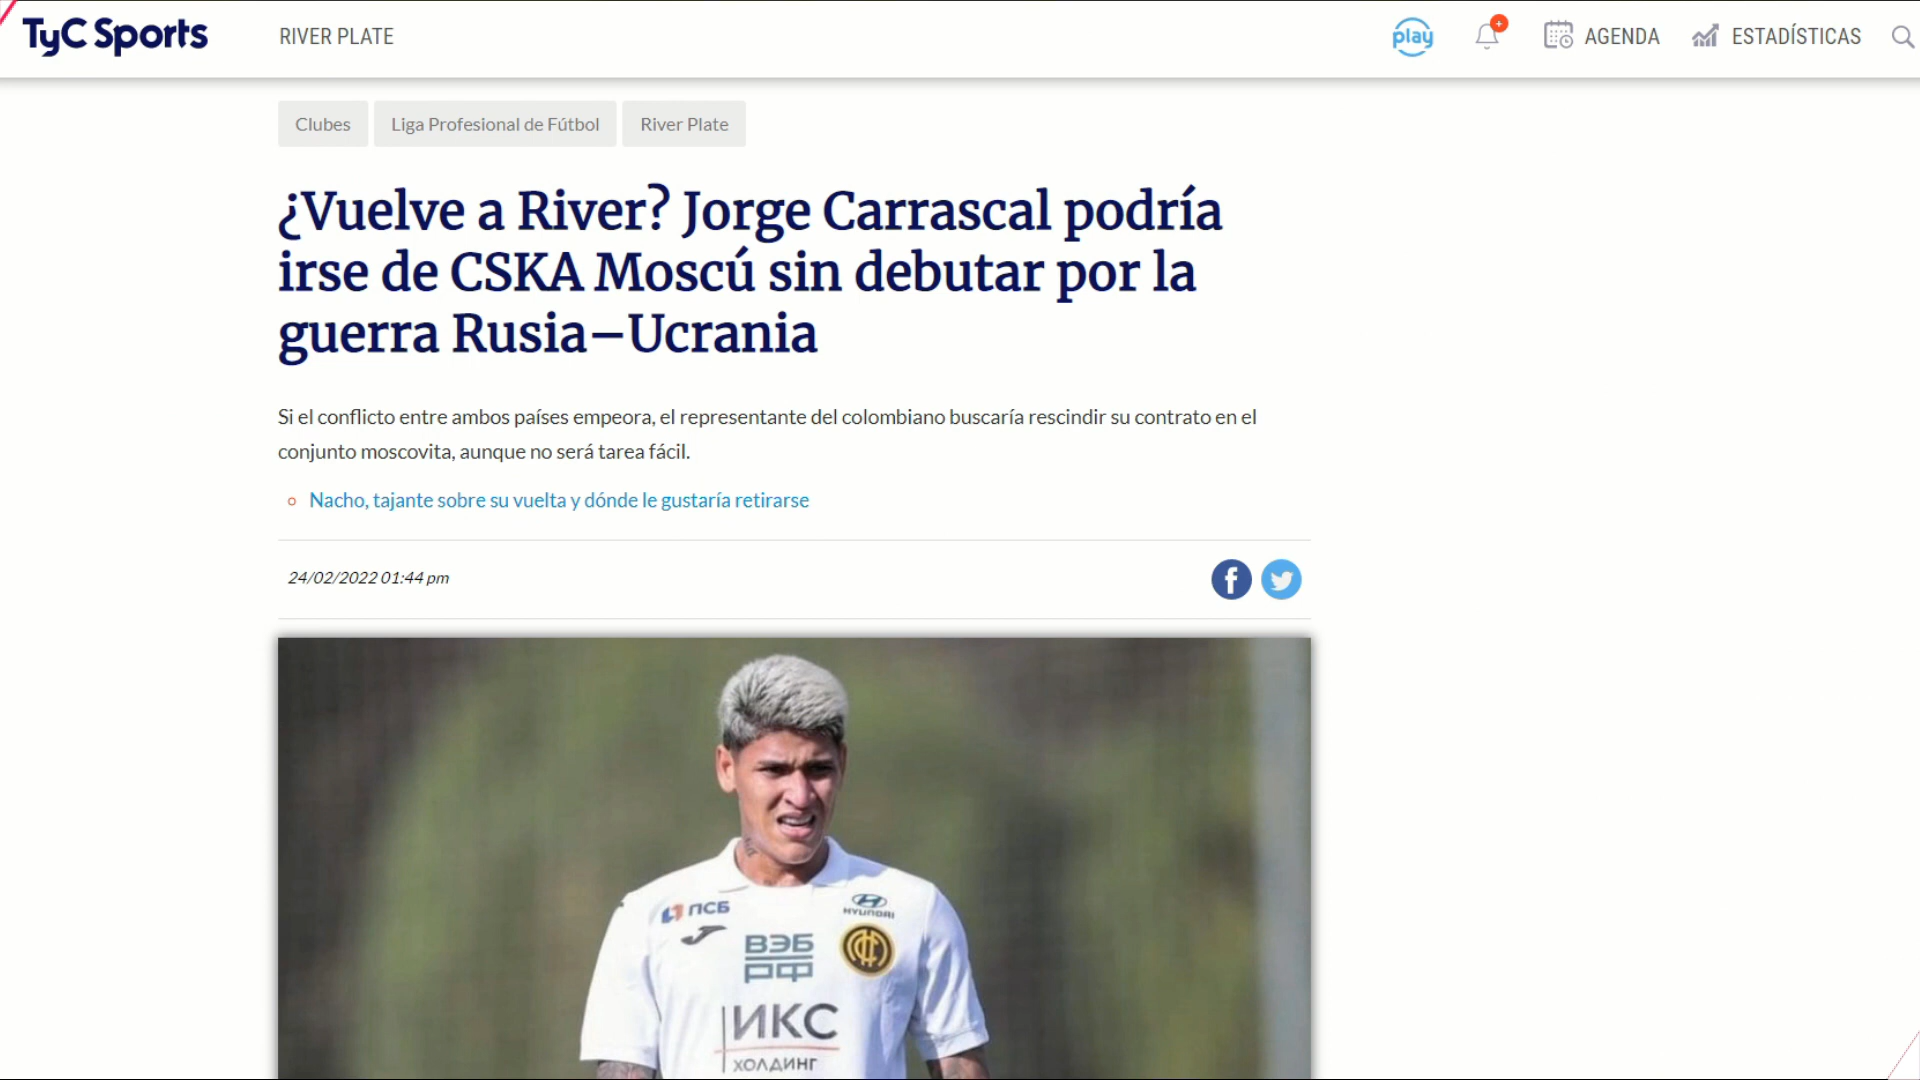 TyC Sports
RIVER PLATE
play
+
AGENDA
ESTADÍSTICAS
Clubes
Liga Profesional de Fútbol
River Plate
¿Vuelve a River? Jorge Carrascal podría
irse de CSKA Moscú sin debutar por la
guerra Rusia–Ucrania
Si el conflicto entre ambos países empeora, el representante del colombiano buscaría rescindir su contrato en el
conjunto moscovita, aunque no será tarea fácil.
Nacho, tajante sobre su vuelta y dónde le gustaría retirarse
24/02/2022 01:44 pm
ПСБ
HYUNDAI
ВЭБ
РФ
ИКС
ХОЛДИНГ